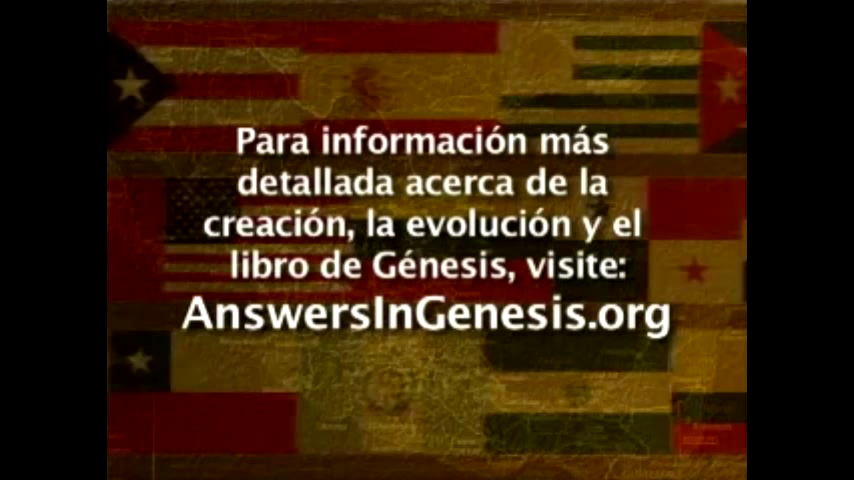 Para información más
detallada acerca de la
creación, la evolución y el
libro de Génesis, visite:
AnswersInGenesis.org